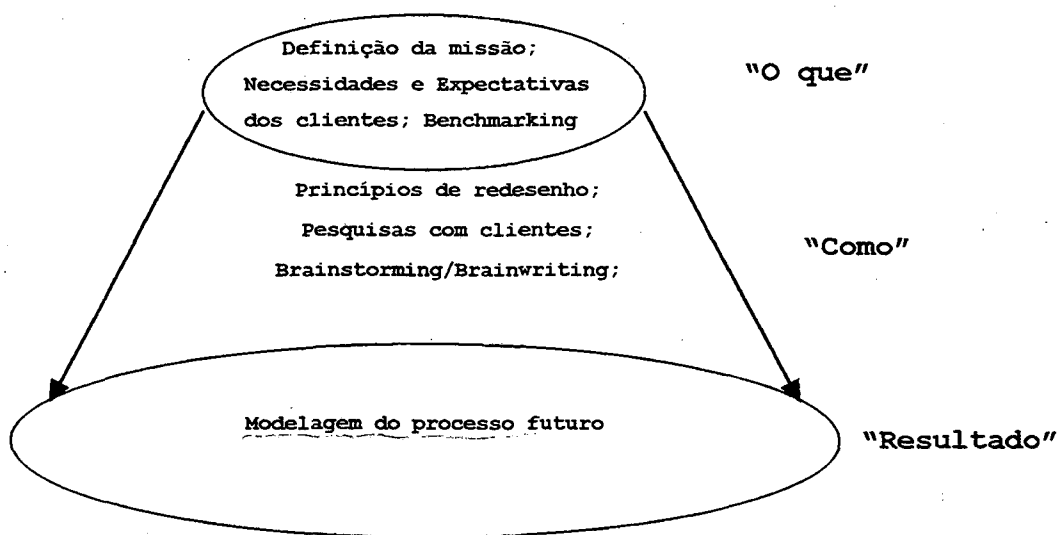 Definição da missão;
Necessidades e Expectativas
dos clientes; Benchmarking
"O que"
Princípios de redesenho;
Pesquisas com clientes;
Brainstorming/Brainwriting;
"Como"
Modelagem do processo futuro
"Resultado"